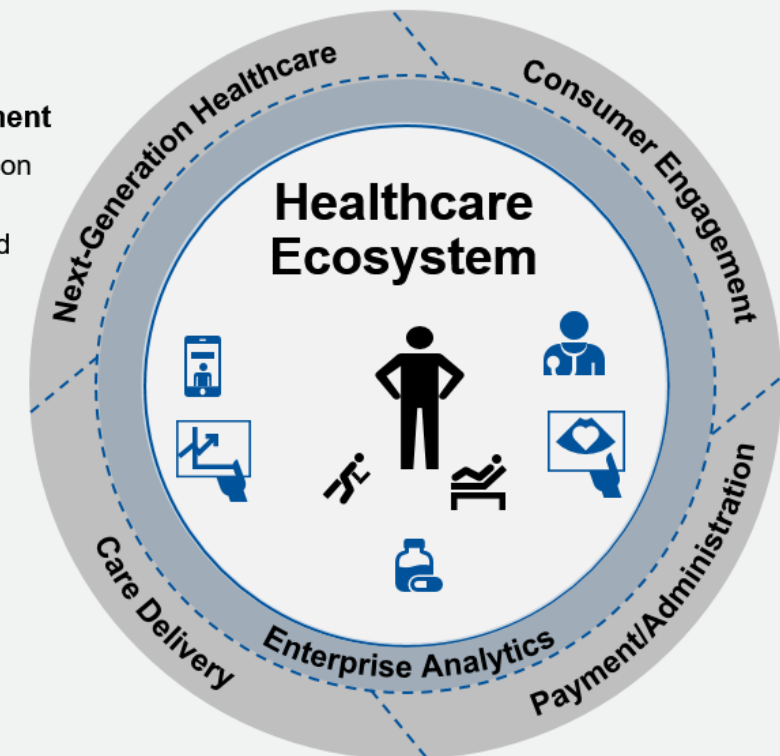 Next-Generation Healthcare
Consumer Engagement
ment
on
d
Healthcare
Ecosystem
Care Delivery
Enterprise Analytics
Payment/Administration